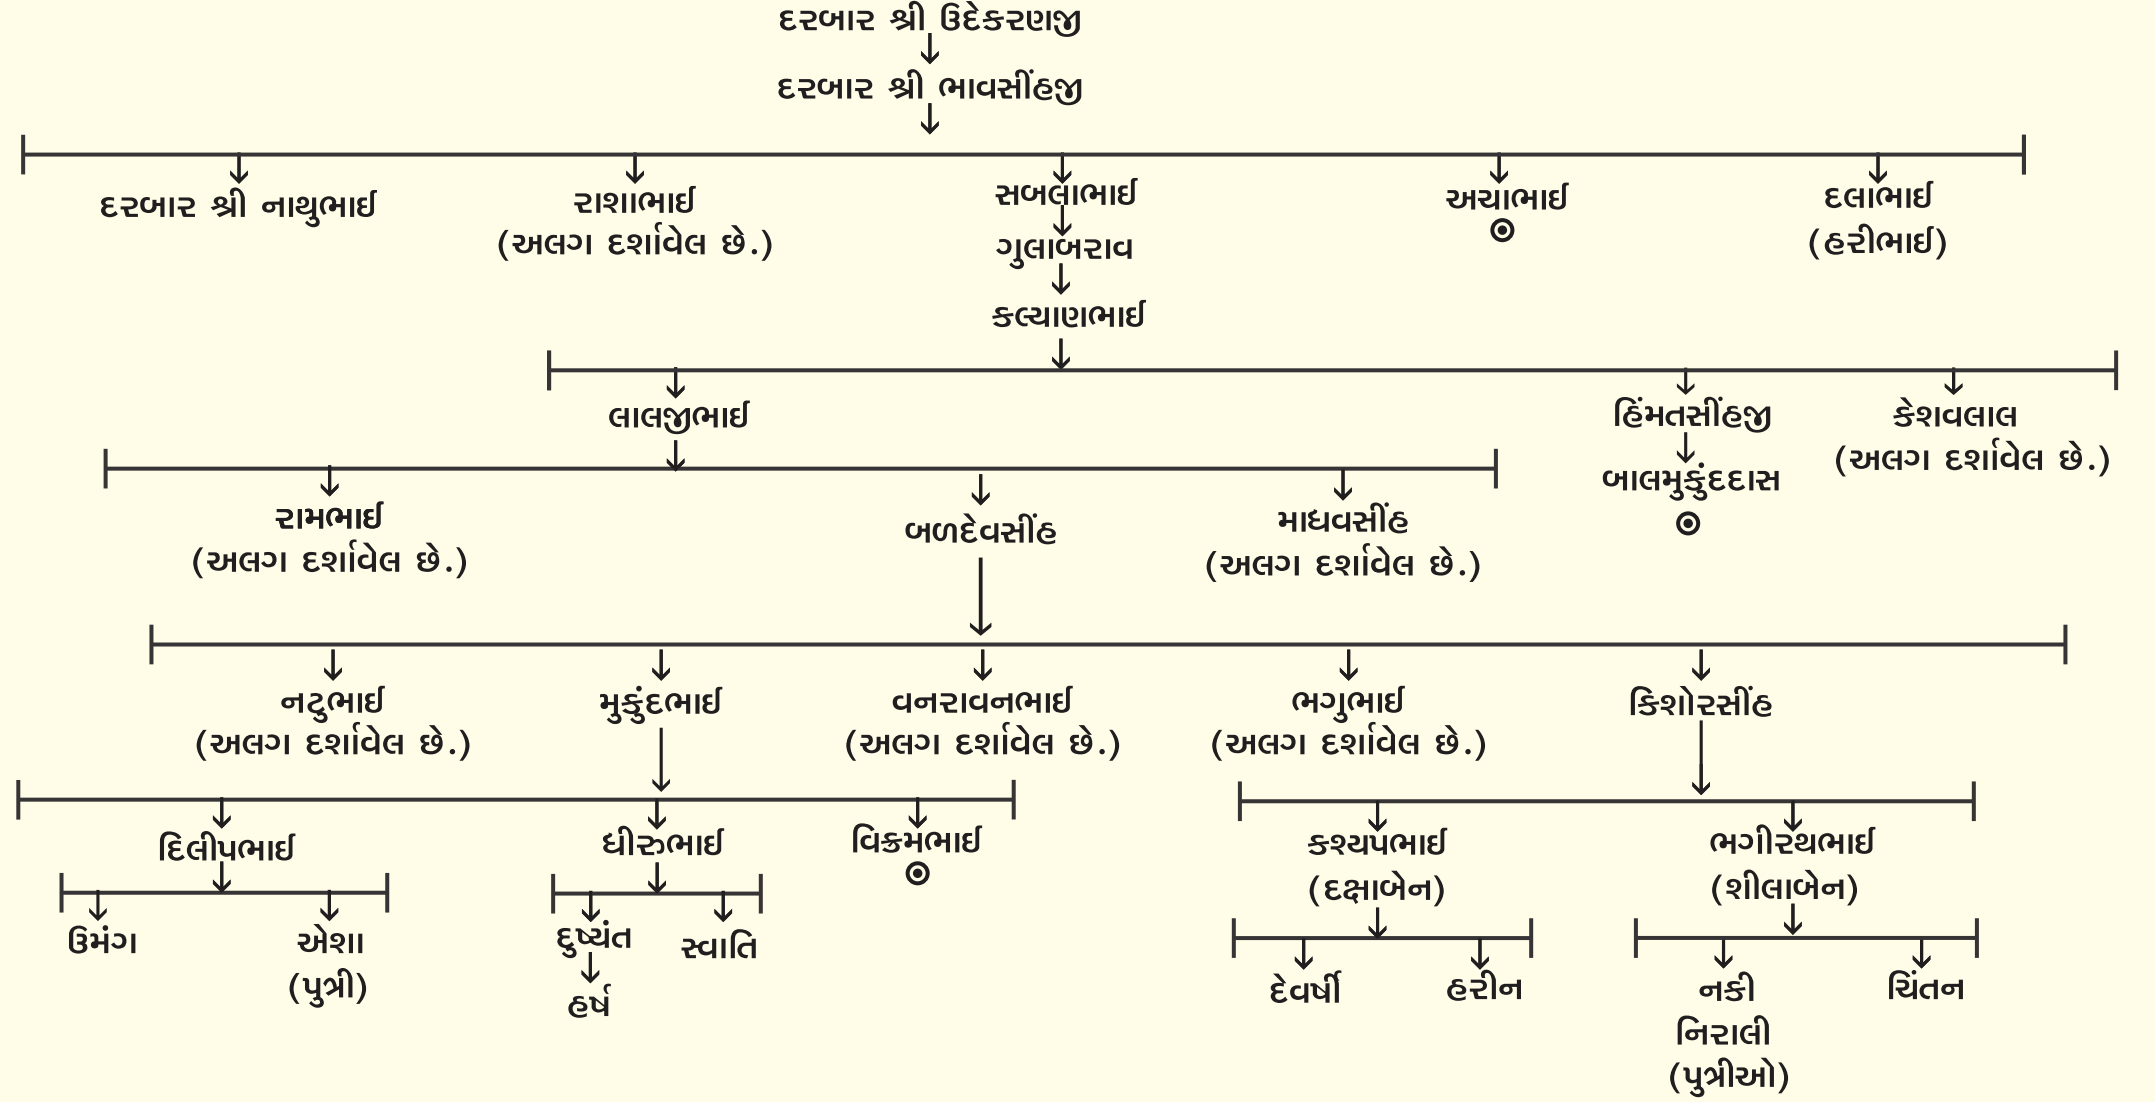 દરબાર શ્રી ઉદેકરણજી
દરબાર શ્રી ભાવસીંહજી
દરબાર શ્રી નાથુભાઈ
રાશાભાઈ
(અલગ દર્શાવેલ છે.)
સબલાભાઈ
ગુલાબરાવ
કલ્યાણભાઈ
અચાભાઈ
દલાભાઈ
(હરીભાઈ)
લાલજીભાઈ
હિંમતસીંહજી
બાલમુકુંદદાસ
કેશવલાલ
(અલગ દર્શાવેલ છે.)
રામભાઈ
(અલગ દર્શાવેલ છે.)
બળદેવસીંહ
માધવસીંહ
(અલગ દર્શાવેલ છે.)
નટુભાઈ
(અલગ દર્શાવેલ છે.)
મુકુંદભાઈ
વનરાવનભાઈ
(અલગ દર્શાવેલ છે.)
ભગુભાઈ
(અલગ દર્શાવેલ છે.)
કિશોરસીંહ
દિલીપભાઈ
ધીરુભાઈ
વિક્રમભાઈ
કશ્યપભાઈ
(દક્ષાબેન)
ભગીરથભાઈ
(શીલાબેન)
ઉમંગ
એશા
(પુત્રી)
દુષ્યંત
હર્ષ
સ્વાતિ
દેવર્ષી
હરીન
નકી
નિરાલી
(પુત્રીઓ)
ચિંતન